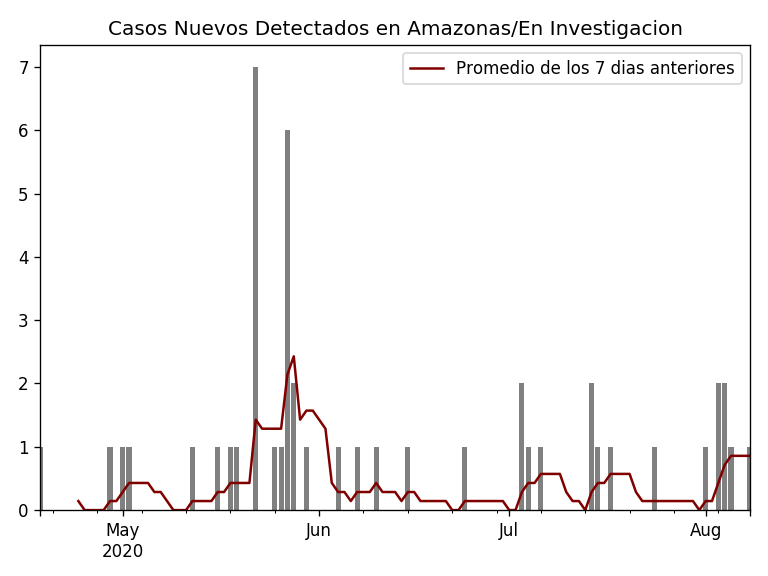 Casos Nuevos Detectados en Amazonas/En Investigacion
Promedio de los 7 dias anteriores
7
6
5
4
3
2
1
0
May
2020
Jun
Jul
Aug